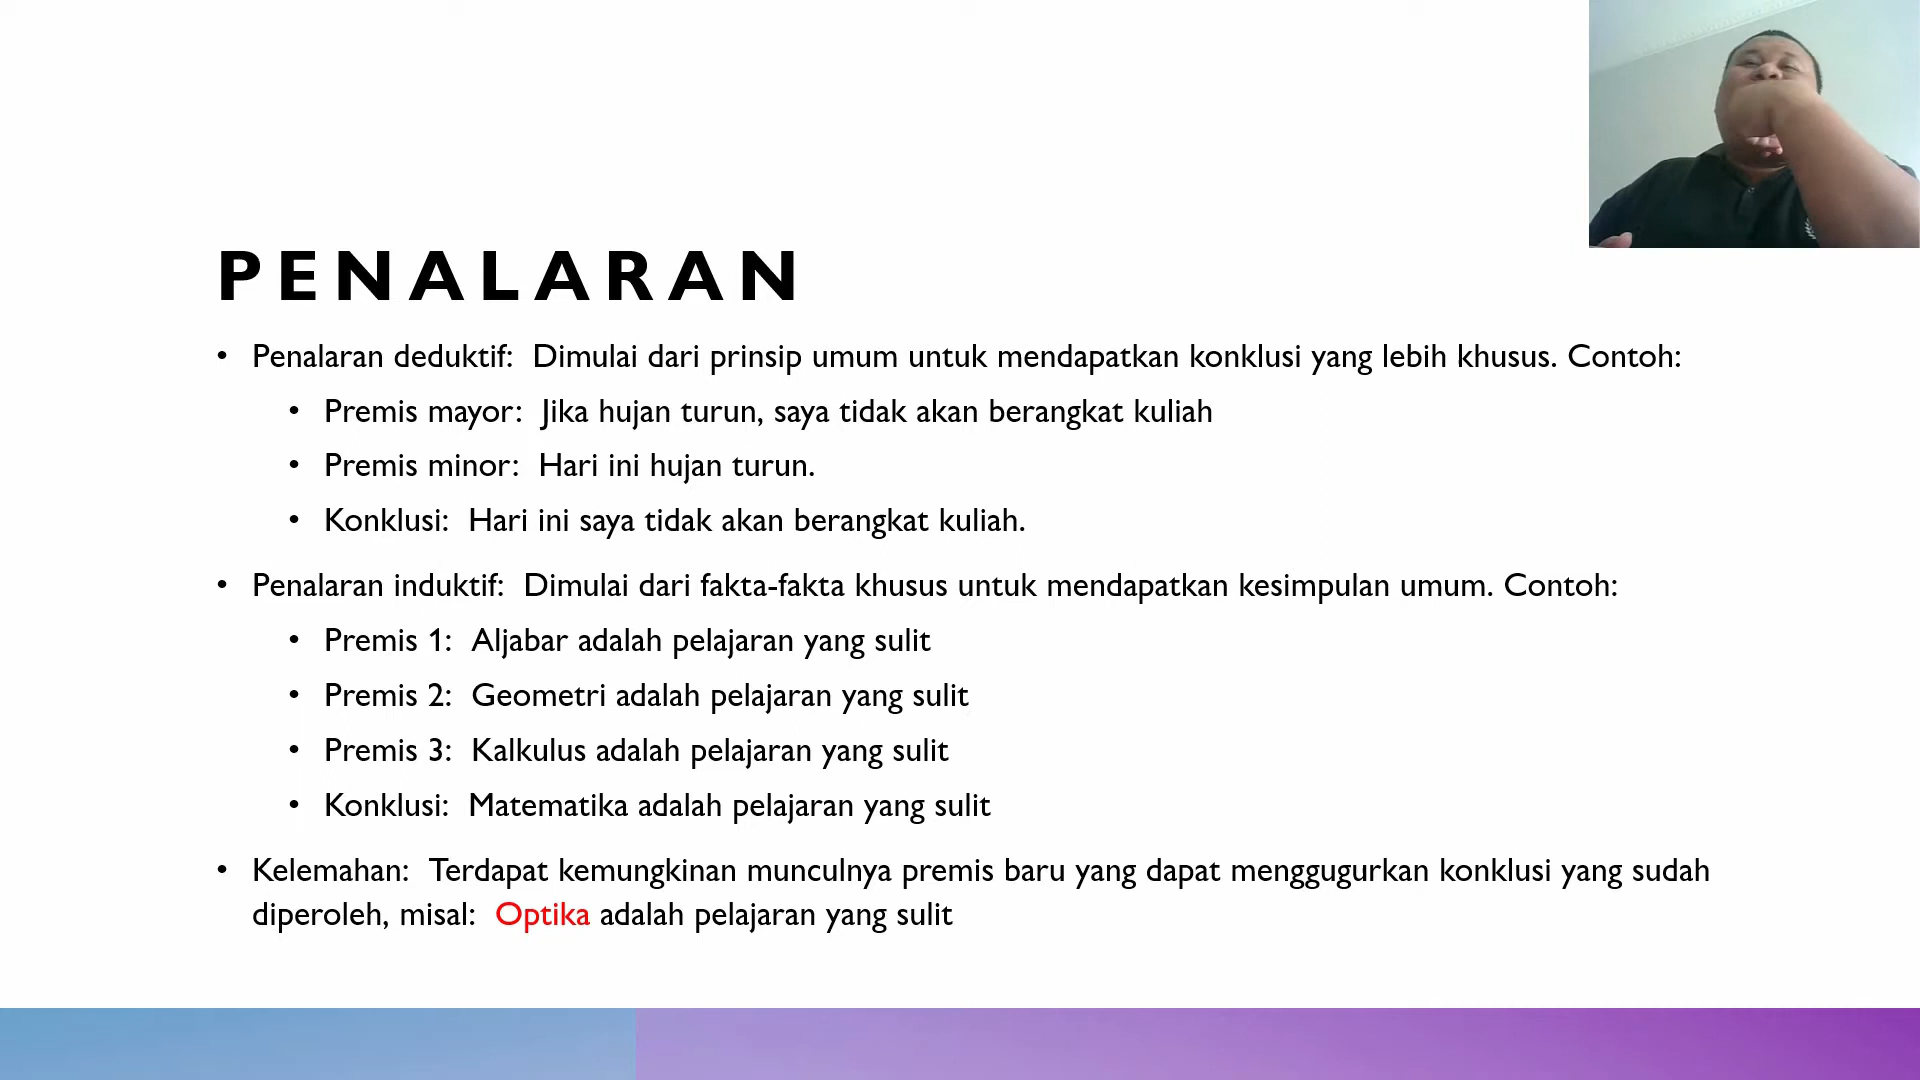 PENALARAN
• Penalaran deduktif: Dimulai dari prinsip umum untuk mendapatkan konklusi yang lebih khusus. Contoh:
• Premis mayor: Jika hujan turun, saya tidak akan berangkat kuliah
• Premis minor: Hari ini hujan turun.
• Konklusi: Hari ini saya tidak akan berangkat kuliah.
• Penalaran induktif: Dimulai dari fakta-fakta khusus untuk mendapatkan kesimpulan umum. Contoh:
• Premis 1: Aljabar adalah pelajaran yang sulit
• Premis 2: Geometri adalah pelajaran yang sulit
• Premis 3: Kalkulus adalah pelajaran yang sulit
• Konklusi: Matematika adalah pelajaran yang sulit
• Kelemahan: Terdapat kemungkinan munculnya premis baru yang dapat menggugurkan konklusi yang sudah
diperoleh, misal: Optika adalah pelajaran yang sulit